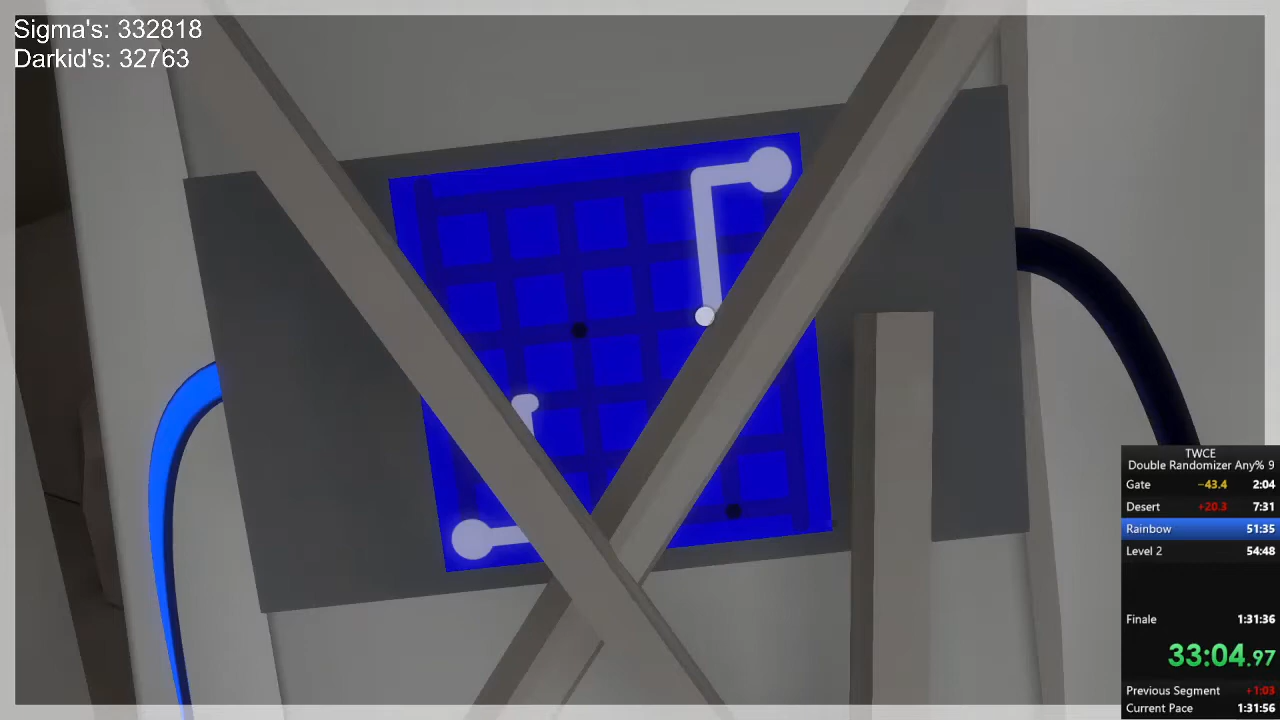 Sigma's: 332818
Darkid's: 32763
TWCE
Double Randomizer Any% 9
Gate -43.4 2:04
Desert +20.3 7:31
Rainbow 51:35
Level 2 54:48
Finale 1:31:36
33:04.97
Previous Segment +1:03
Current Pace 1:31:56